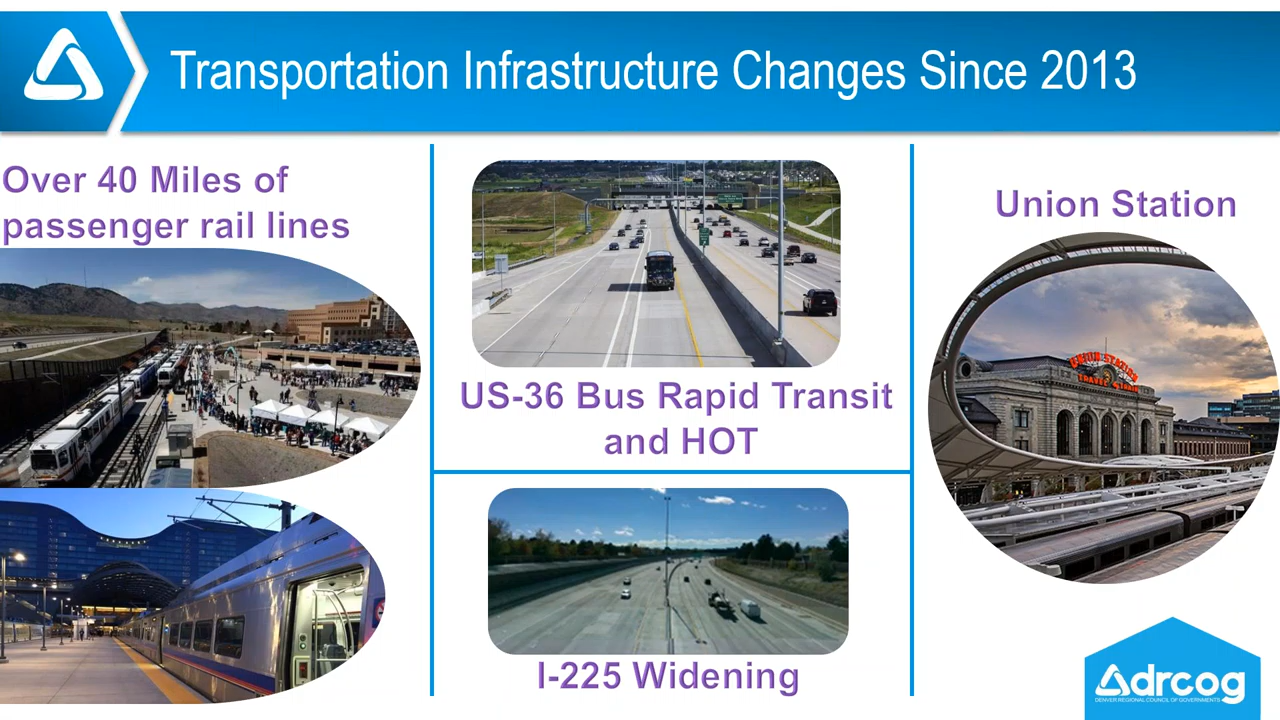 Transportation Infrastructure Changes Since 2013
Over 40 Miles of
passenger rail lines
US-36 Bus Rapid Transit
and HOT
I-225 Widening
Union Station
UNION STATION
TRAVEL by TRAIN
drcog
DENVER REGIONAL COUNCIL OF GOVERNMENTS